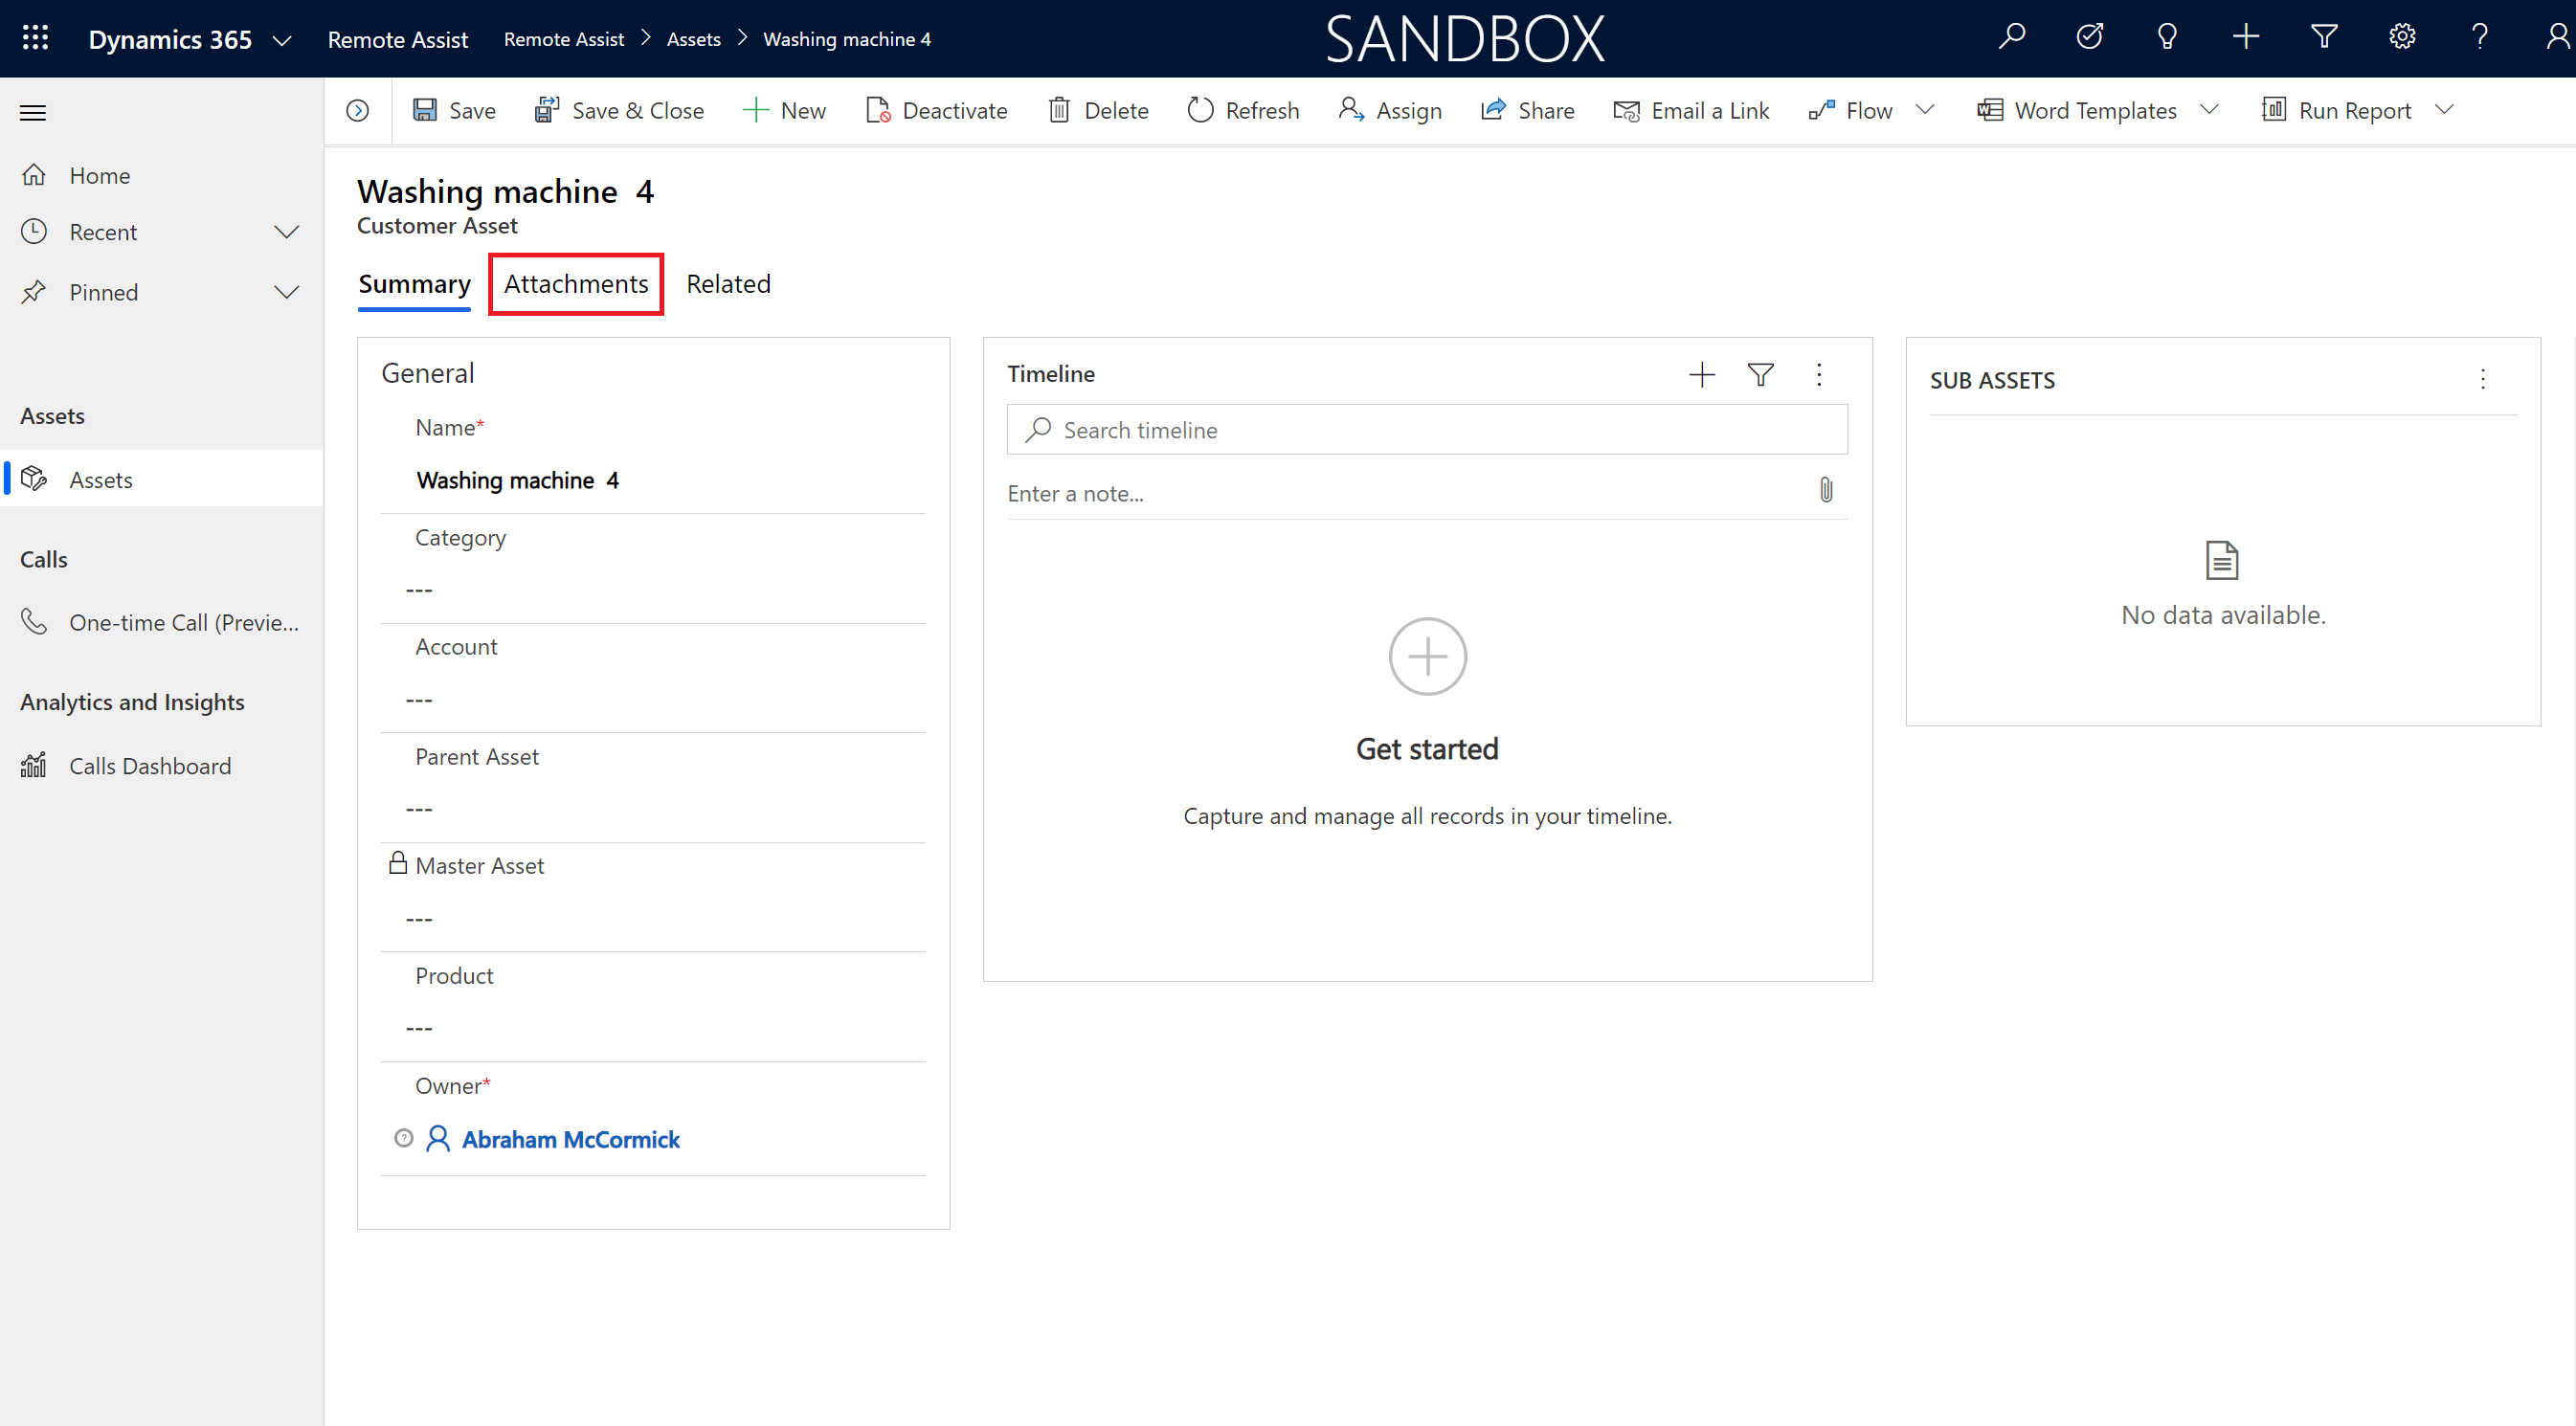 Dynamics 365 Remote Assist Remote Assist Assets Washing machine 4 SANDBOX
Save Save & Close New Deactivate Delete Refresh Assign Share Email a Link Flow Word Templates Run Report
Home
Recent
Pinned
Assets
Assets
Calls
One-time Call (Previe...
Analytics and Insights
Calls Dashboard
Washing machine 4
Customer Asset
Summary Attachments Related
General
Name*
Washing machine 4
Category
---
Account
---
Parent Asset
---
Master Asset
---
Product
---
Owner*
Abraham McCormick
Timeline
Search timeline
Enter a note...
Get started
Capture and manage all records in your timeline.
SUB ASSETS
No data available.